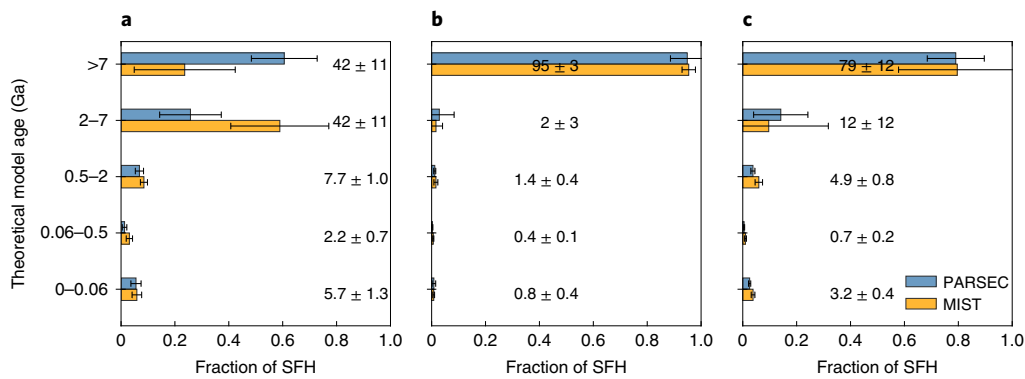 a
b
c
Theoretical model age (Ga)
>7
2–7
0.5–2
0.06–0.5
0–0.06
42 ± 11
42 ± 11
7.7 ± 1.0
2.2 ± 0.7
5.7 ± 1.3
95 ± 3
2 ± 3
1.4 ± 0.4
0.4 ± 0.1
0.8 ± 0.4
79 ± 12
12 ± 12
4.9 ± 0.8
0.7 ± 0.2
3.2 ± 0.4
PARSEC
MIST
0 0.2 0.4 0.6 0.8 1.0
0 0.2 0.4 0.6 0.8 1.0
0 0.2 0.4 0.6 0.8 1.0
Fraction of SFH
Fraction of SFH
Fraction of SFH